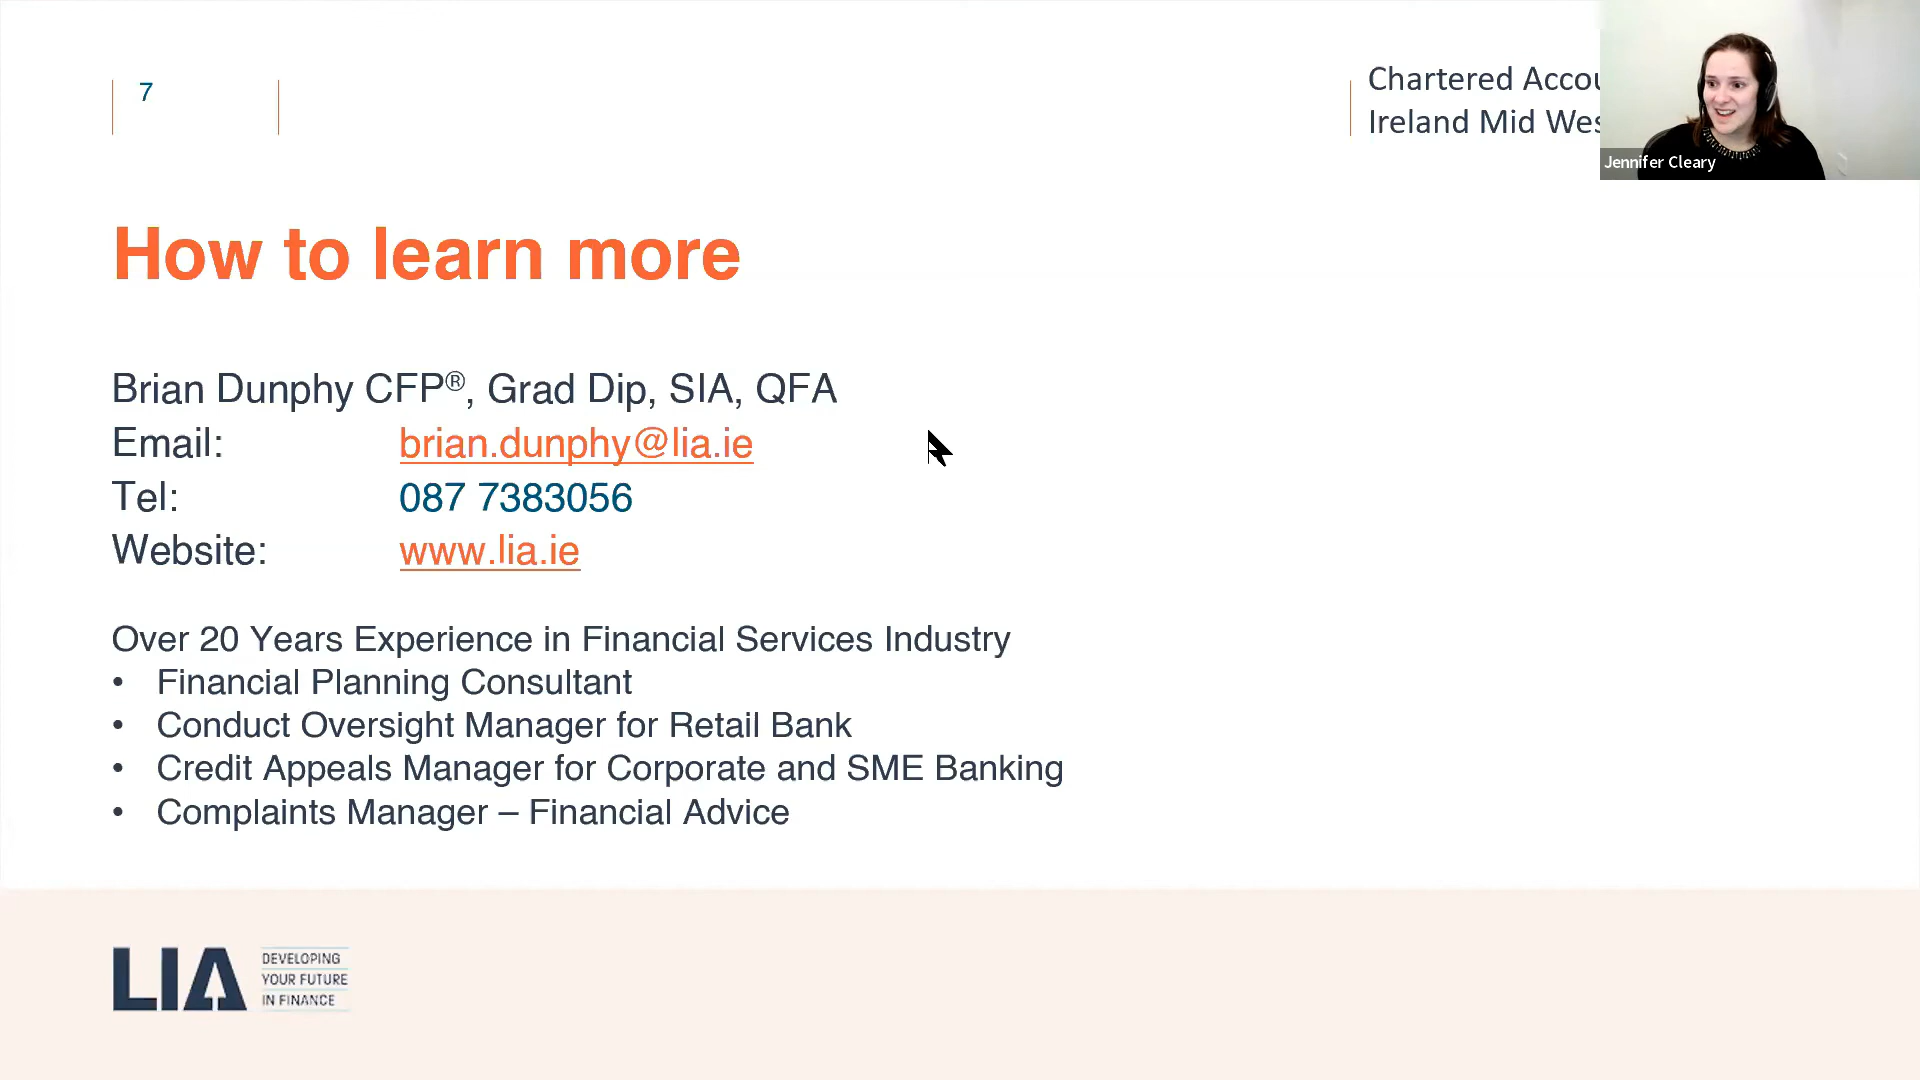 7
Chartered Accou
Ireland Mid Wes
Jennifer Cleary
How to learn more
Brian Dunphy CFP®, Grad Dip, SIA, QFA
Email: brian.dunphy@lia.ie
Tel: 087 7383056
Website: www.lia.ie
Over 20 Years Experience in Financial Services Industry
• Financial Planning Consultant
• Conduct Oversight Manager for Retail Bank
• Credit Appeals Manager for Corporate and SME Banking
• Complaints Manager – Financial Advice
LIA
DEVELOPING
YOUR FUTURE
IN FINANCE